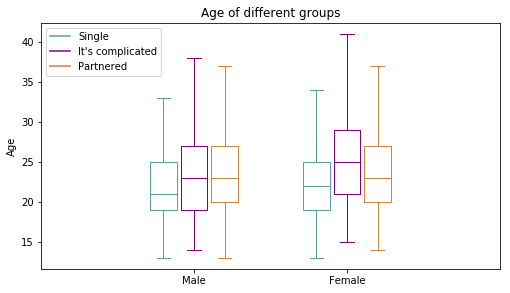 Age of different groups
Single
It's complicated
Partnered
Age
40
35
30
25
20
15
Male
Female